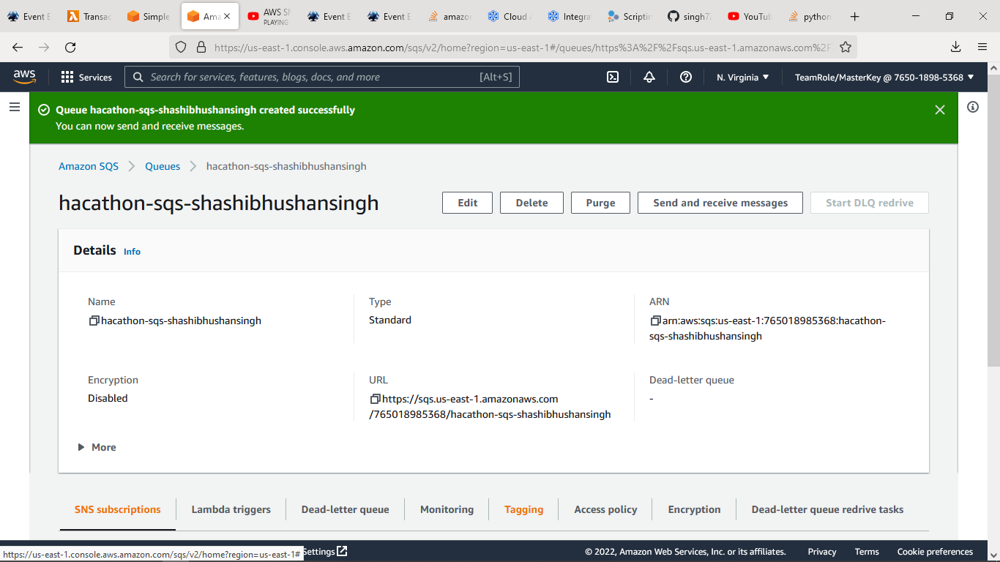 Event E
Transac
Simple
Ama
AWS SN
PLAYING
Event E
Event E
amazon
Cloud A
Integra
Scriptin
singh72
YouTub
python
https://us-east-1.console.aws.amazon.com/sqs/v2/home?region=us-east-1#/queues/https%3A%2F%2Fsqs.us-east-1.amazonaws.com%2F
aws
Services
Search for services, features, blogs, docs, and more
[Alt+S]
N. Virginia
TeamRole/MasterKey @ 7650-1898-5368
Queue hacathon-sqs-shashibhushansingh created successfully
You can now send and receive messages.
Amazon SQS
Queues
hacathon-sqs-shashibhushansingh
hacathon-sqs-shashibhushansingh
Edit
Delete
Purge
Send and receive messages
Start DLQ redrive
Details
Info
Name
hacathon-sqs-shashibhushansingh
Type
Standard
ARN
arn:aws:sqs:us-east-1:765018985368:hacathon-
sqs-shashibhushansingh
Encryption
Disabled
URL
https://sqs.us-east-1.amazonaws.com
/765018985368/hacathon-sqs-shashibhushansingh
Dead-letter queue
-
More
SNS subscriptions
Lambda triggers
Dead-letter queue
Monitoring
Tagging
Access policy
Encryption
Dead-letter queue redrive tasks
https://us-east-1.console.aws.amazon.com/sqs/v2/home?region=us-east-1#
settings
© 2022, Amazon Web Services, Inc. or its affiliates.
Privacy
Terms
Cookie preferences